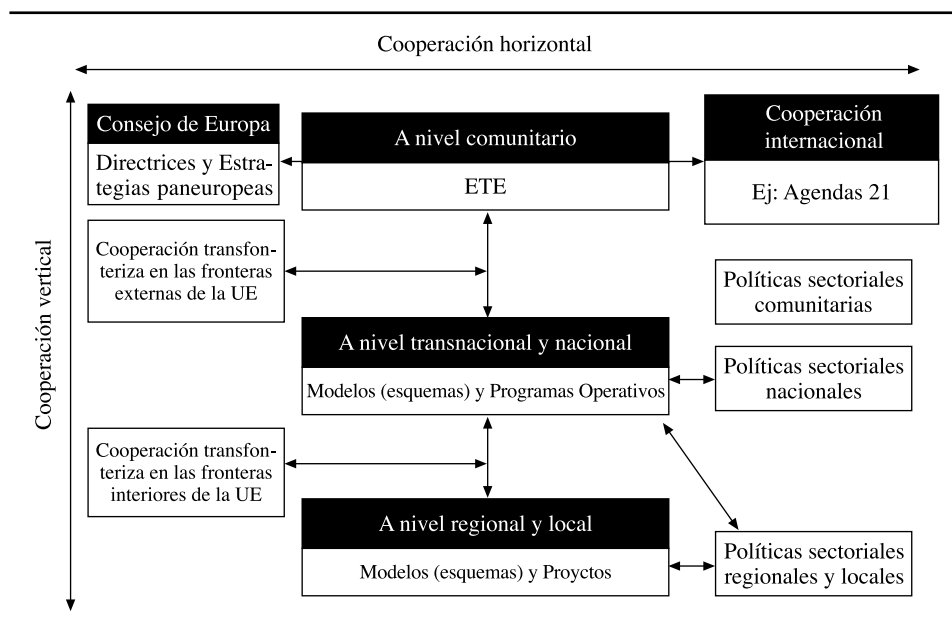 Cooperación horizontal
Cooperación vertical
Consejo de Europa
Directrices y Estra-
tegias paneuropeas
A nivel comunitario
ETE
Cooperación
internacional
Ej: Agendas 21
Cooperación transfon-
teriza en las fronteras
externas de la UE
Políticas sectoriales
comunitarias
A nivel transnacional y nacional
Modelos (esquemas) y Programas Operativos
Políticas sectoriales
nacionales
Cooperación transfon-
teriza en las fronteras
interiores de la UE
A nivel regional y local
Modelos (esquemas) y Proyctos
Políticas sectoriales
regionales y locales